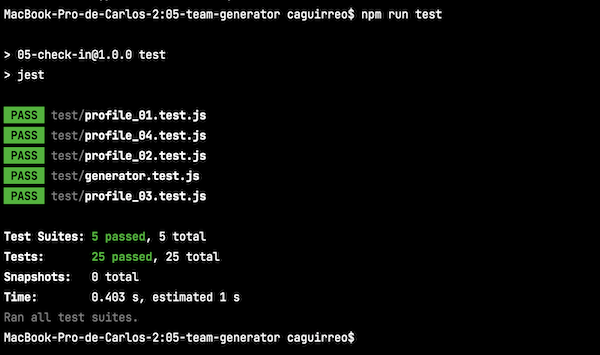 MacBook-Pro-de-Carlos-2:05-team-generator caguirreo$ npm run test
> 05-check-in@1.0.0 test
> jest
PASS test/profile_01.test.js
PASS test/profile_04.test.js
PASS test/profile_02.test.js
PASS test/generator.test.js
PASS test/profile_03.test.js
Test Suites: 5 passed, 5 total
Tests: 25 passed, 25 total
Snapshots: 0 total
Time: 0.403 s, estimated 1 s
Ran all test suites.
MacBook-Pro-de-Carlos-2:05-team-generator caguirreo$